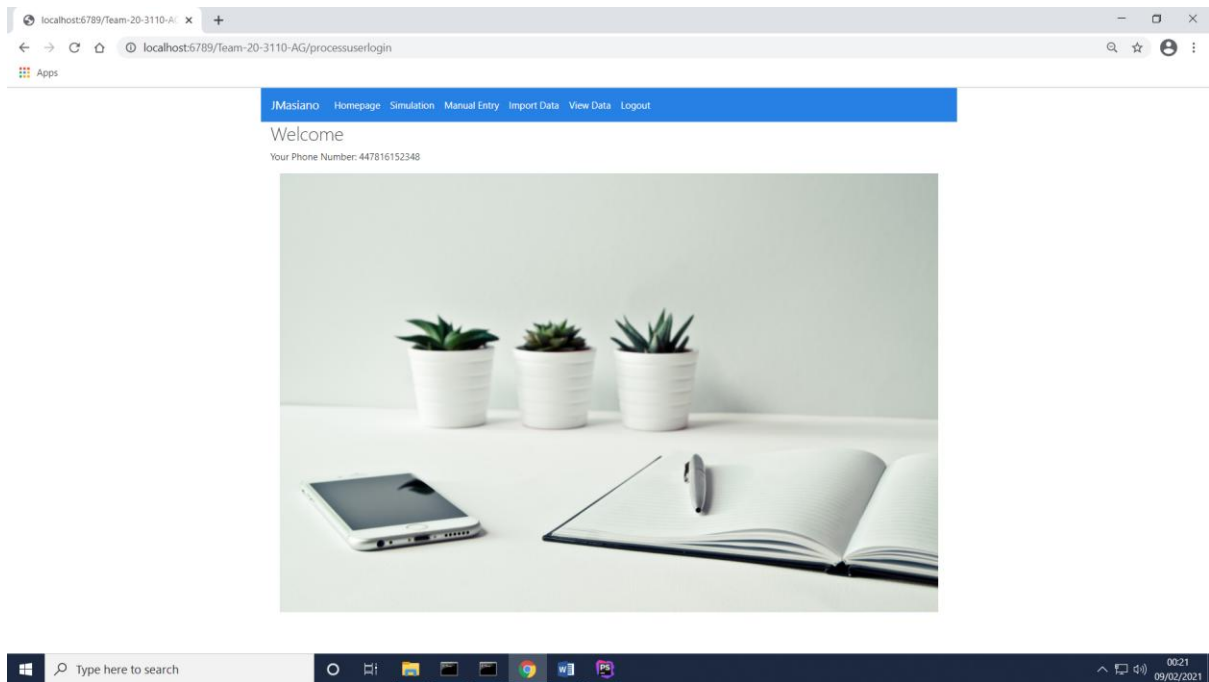 localhost:6789/Team-20-3110-A
localhost:6789/Team-20-3110-AG/processuserlogin
Apps
JMasiano Homepage Simulation Manual Entry Import Data View Data Logout
Welcome
Your Phone Number: 447816152348
Type here to search
00:21
09/02/2021